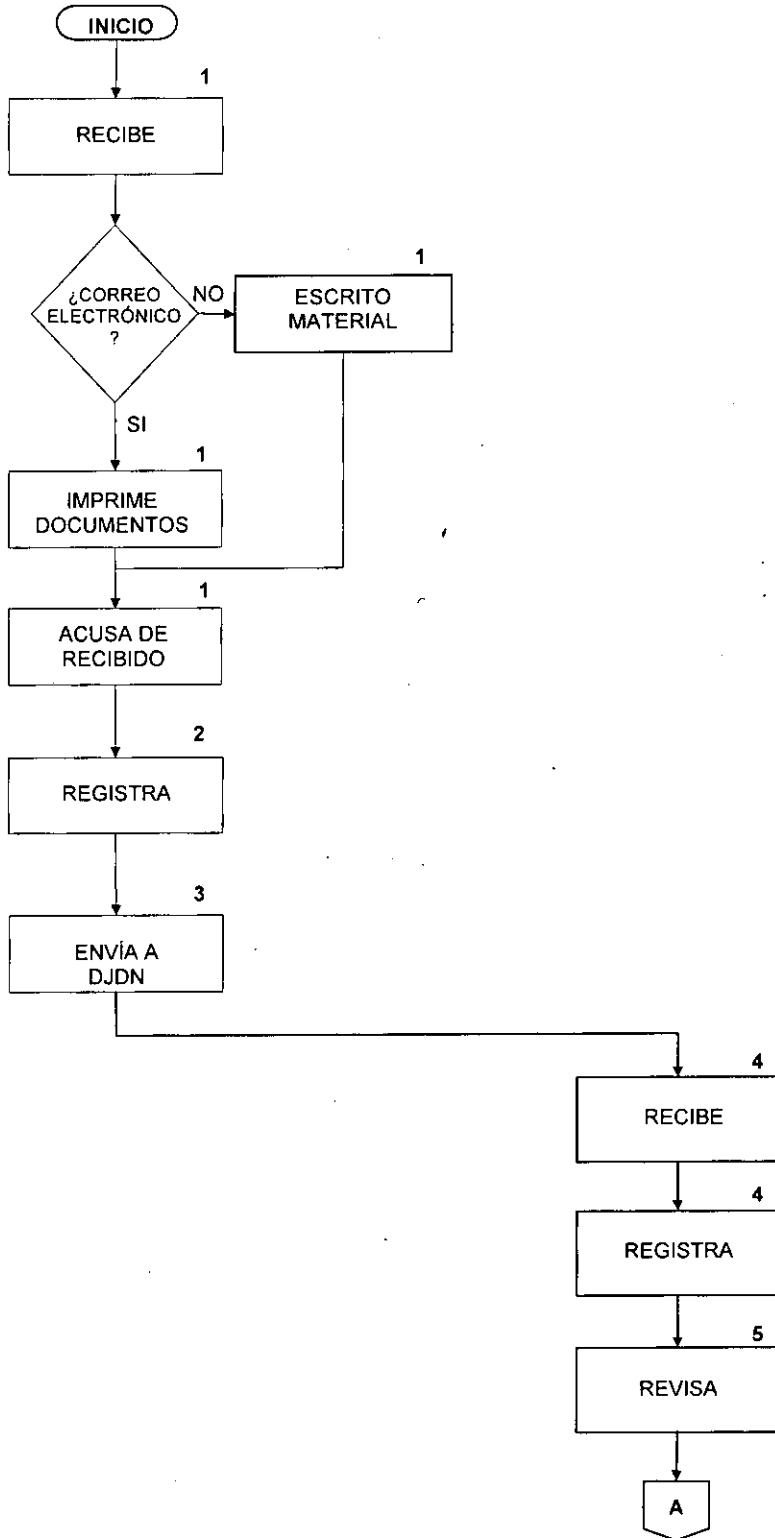 INICIO
1
RECIBE
¿CORREO
ELECTRÓNICO
?
NO
1
ESCRITO
MATERIAL
SI
1
IMPRIME
DOCUMENTOS
1
ACUSA DE
RECIBIDO
2
REGISTRA
3
ENVÍA A
DJDN
4
RECIBE
4
REGISTRA
5
REVISA
A